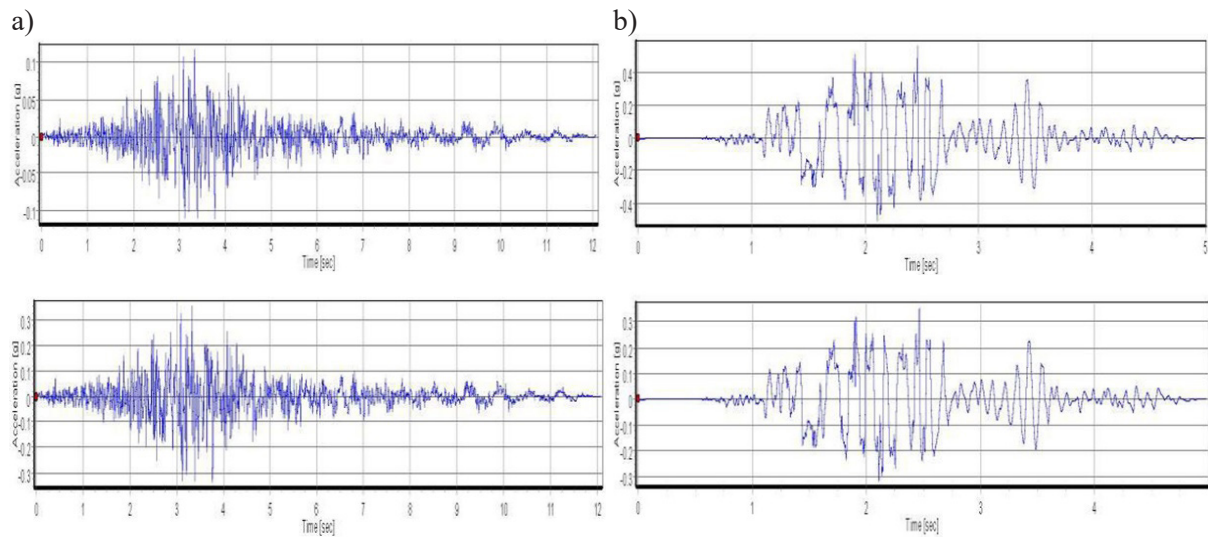 a)
Acceleration [g]
0.1
0.05
0
-0.05
-0.1
0 1 2 3 4 5 6 7 8 9 10 11 12
Time [sec]
b)
Acceleration [g]
0.4
0.2
0
-0.2
-0.4
0 1 2 3 4 5
Time [sec]
Acceleration [g]
0.3
0.2
0.1
0
-0.1
-0.2
-0.3
0 1 2 3 4 5 6 7 8 9 10 11 12
Time [sec]
Acceleration [g]
0.3
0.2
0.1
0
-0.1
-0.2
-0.3
0 1 2 3 4
Time [sec]